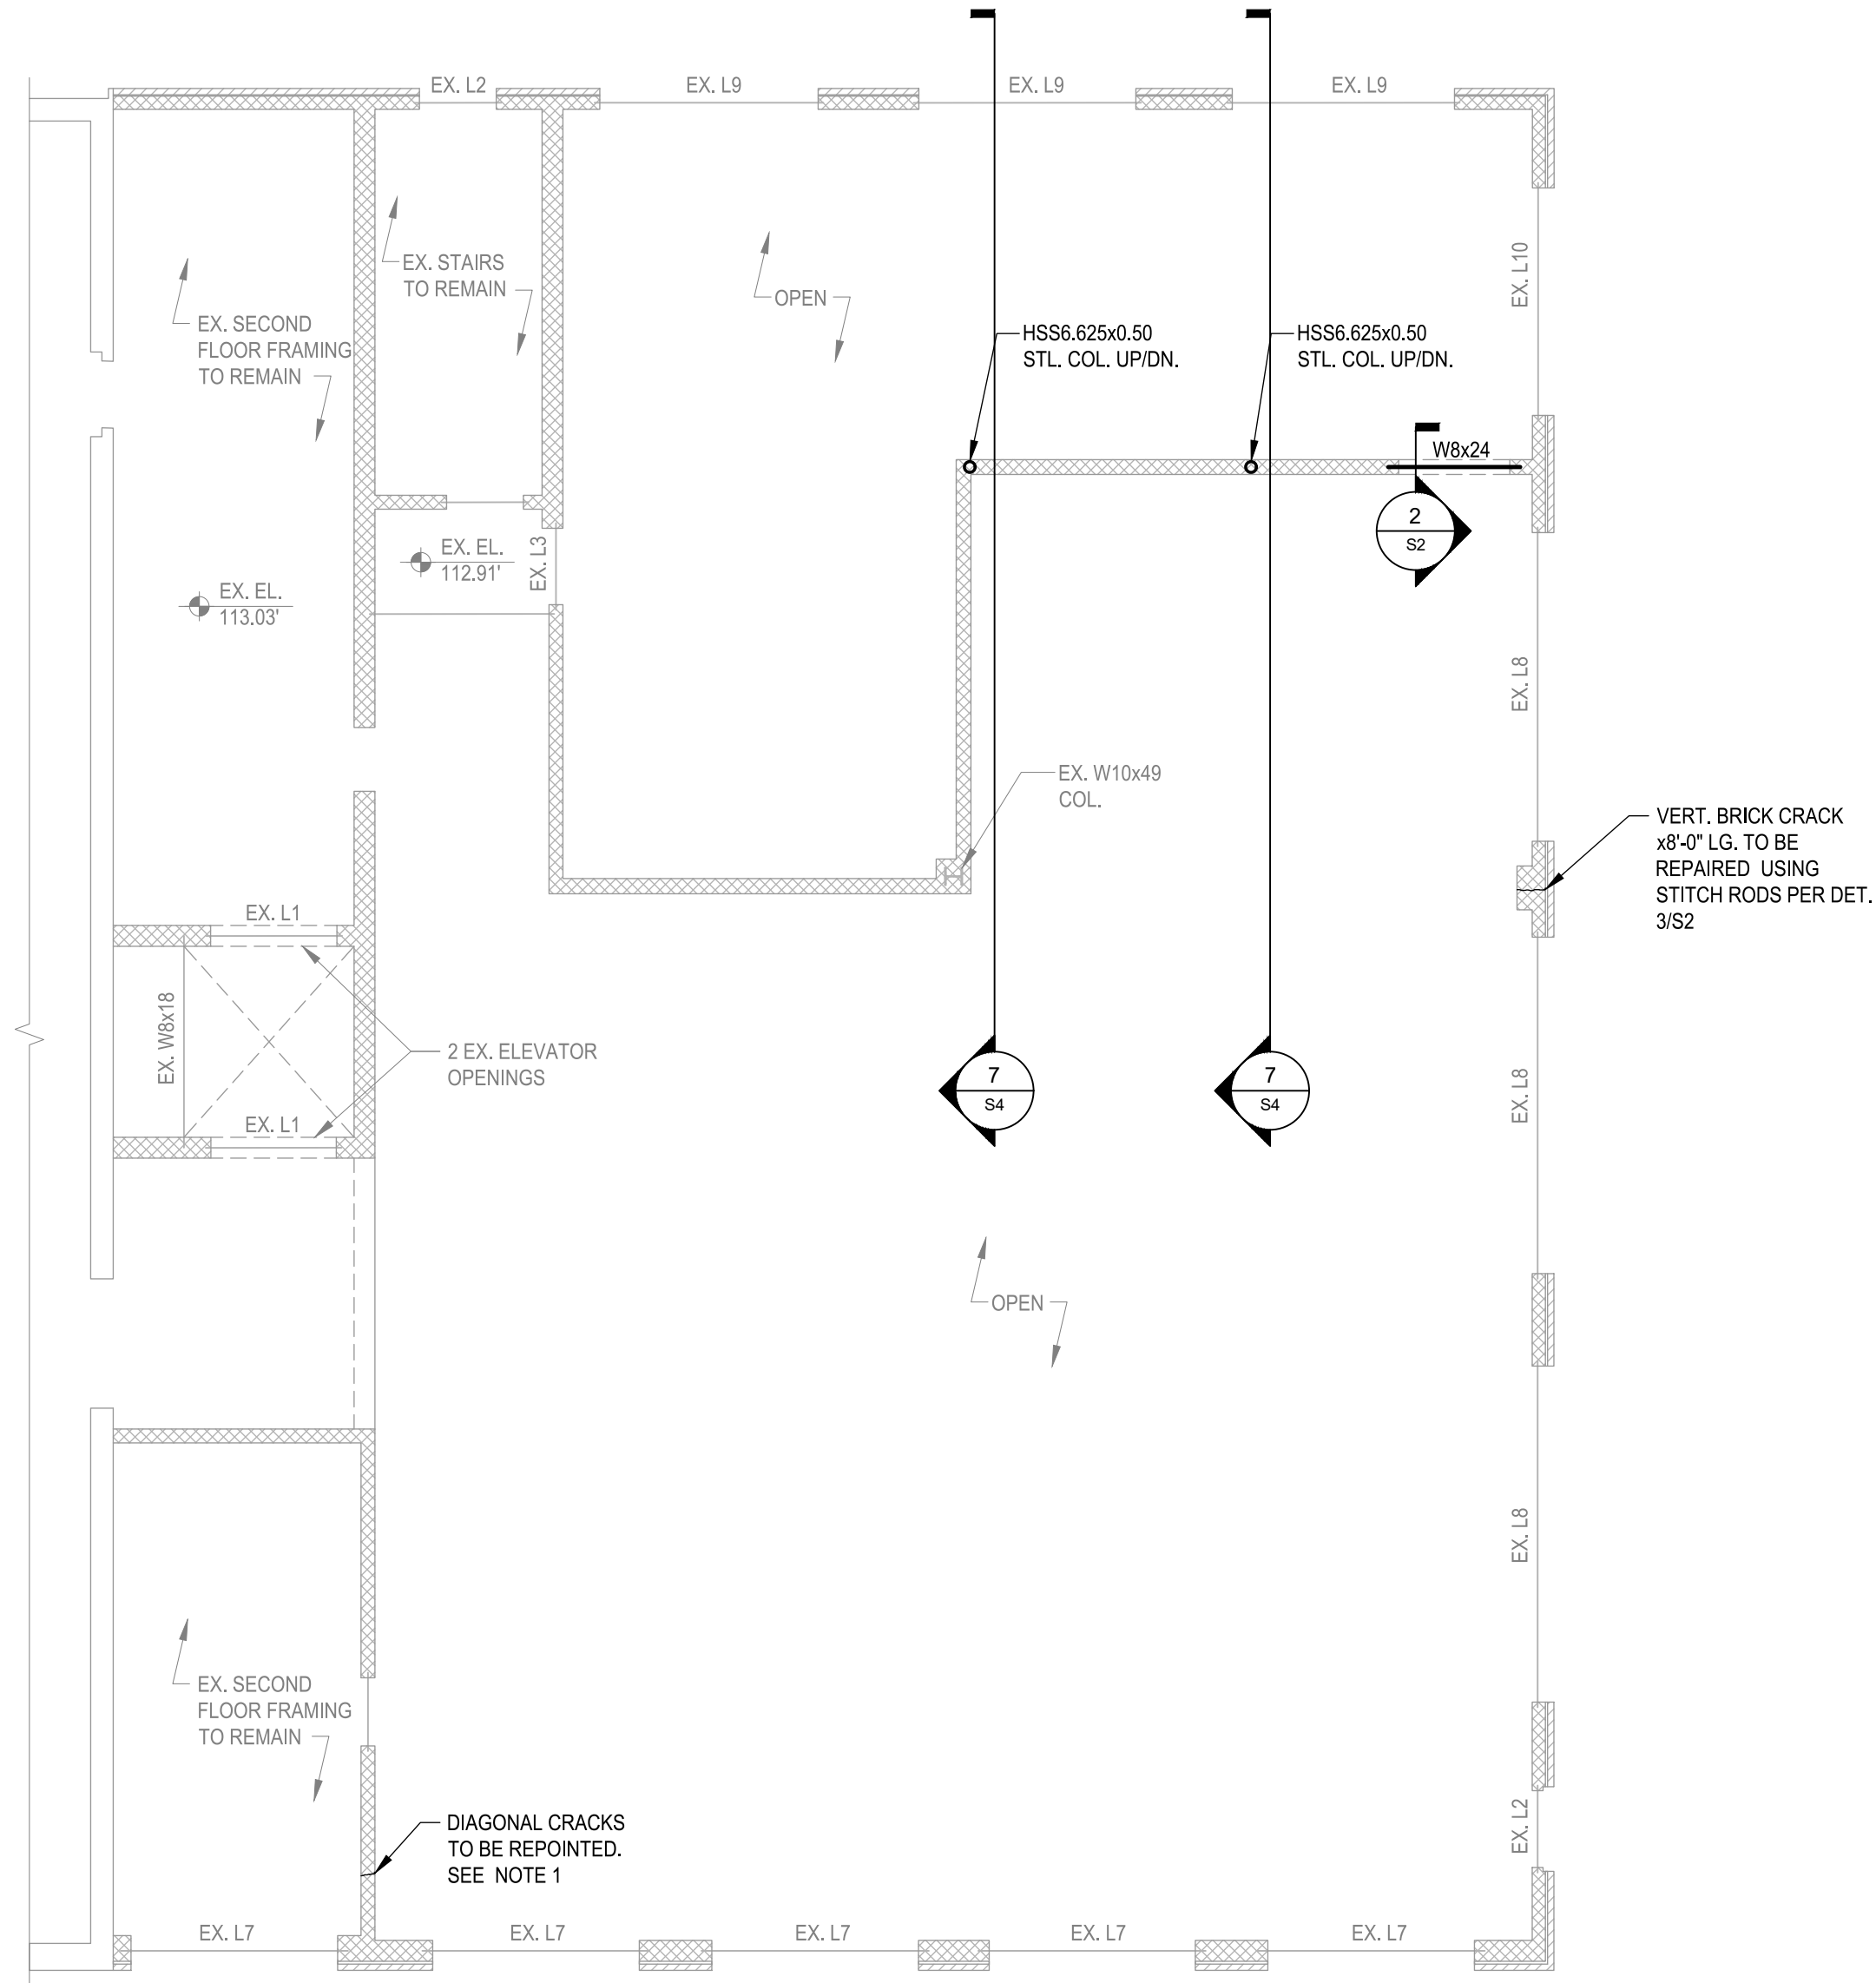 EX. L2
EX. L9
EX. L9
EX. L9
EX. L10
EX. STAIRS
TO REMAIN
OPEN
EX. SECOND
FLOOR FRAMING
TO REMAIN
HSS6.625x0.50
STL. COL. UP/DN.
HSS6.625x0.50
STL. COL. UP/DN.
W8x24
2
S2
EX. EL.
112.91'
EX. L3
EX. EL.
113.03'
EX. L8
EX. W10x49
COL.
VERT. BRICK CRACK
x8'-0" LG. TO BE
REPAIRED USING
STITCH RODS PER DET.
3/S2
EX. L1
EX. W8x18
2 EX. ELEVATOR
OPENINGS
EX. L1
7
S4
7
S4
EX. L8
OPEN
EX. L8
EX. SECOND
FLOOR FRAMING
TO REMAIN
DIAGONAL CRACKS
TO BE REPOINTED.
SEE NOTE 1
EX. L2
EX. L7
EX. L7
EX. L7
EX. L7
EX. L7